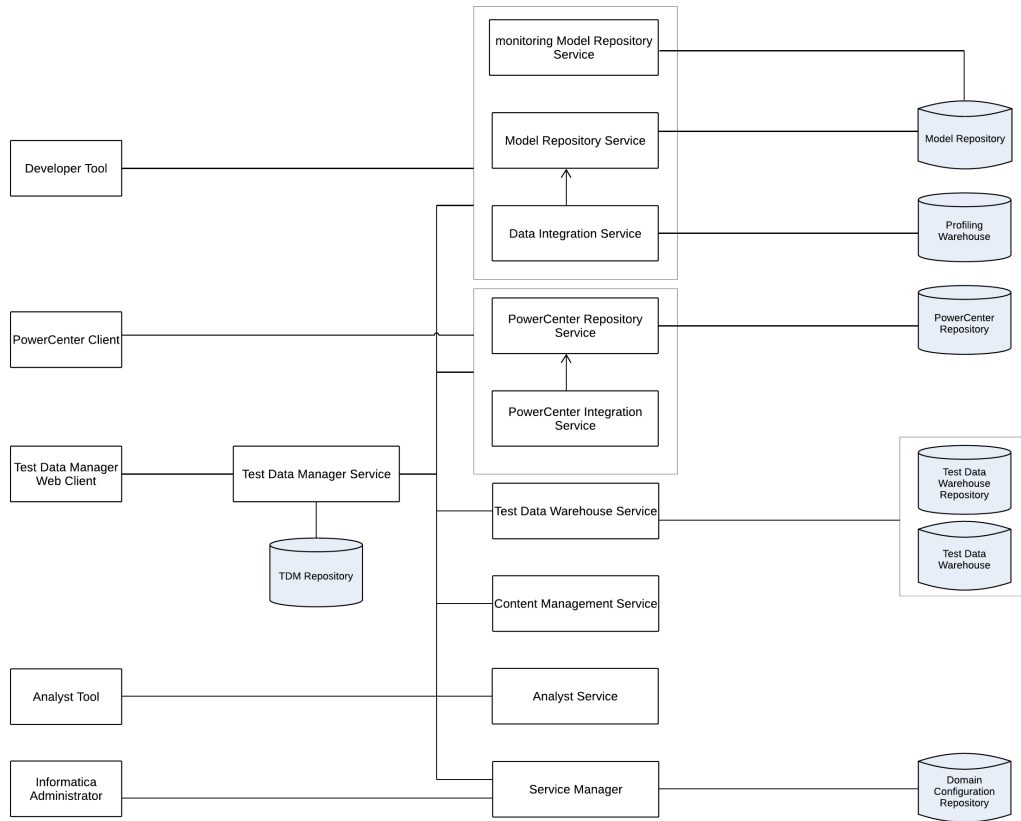 monitoring Model Repository
Service
Model Repository Service
Model Repository
Developer Tool
Data Integration Service
Profiling
Warehouse
PowerCenter Client
PowerCenter Repository
Service
PowerCenter
Repository
PowerCenter Integration
Service
Test Data Manager
Web Client
Test Data Manager Service
Test Data
Warehouse
Repository
Test Data Warehouse Service
Test Data
Warehouse
TDM Repository
Content Management Service
Analyst Tool
Analyst Service
Informatica
Administrator
Service Manager
Domain
Configuration
Repository